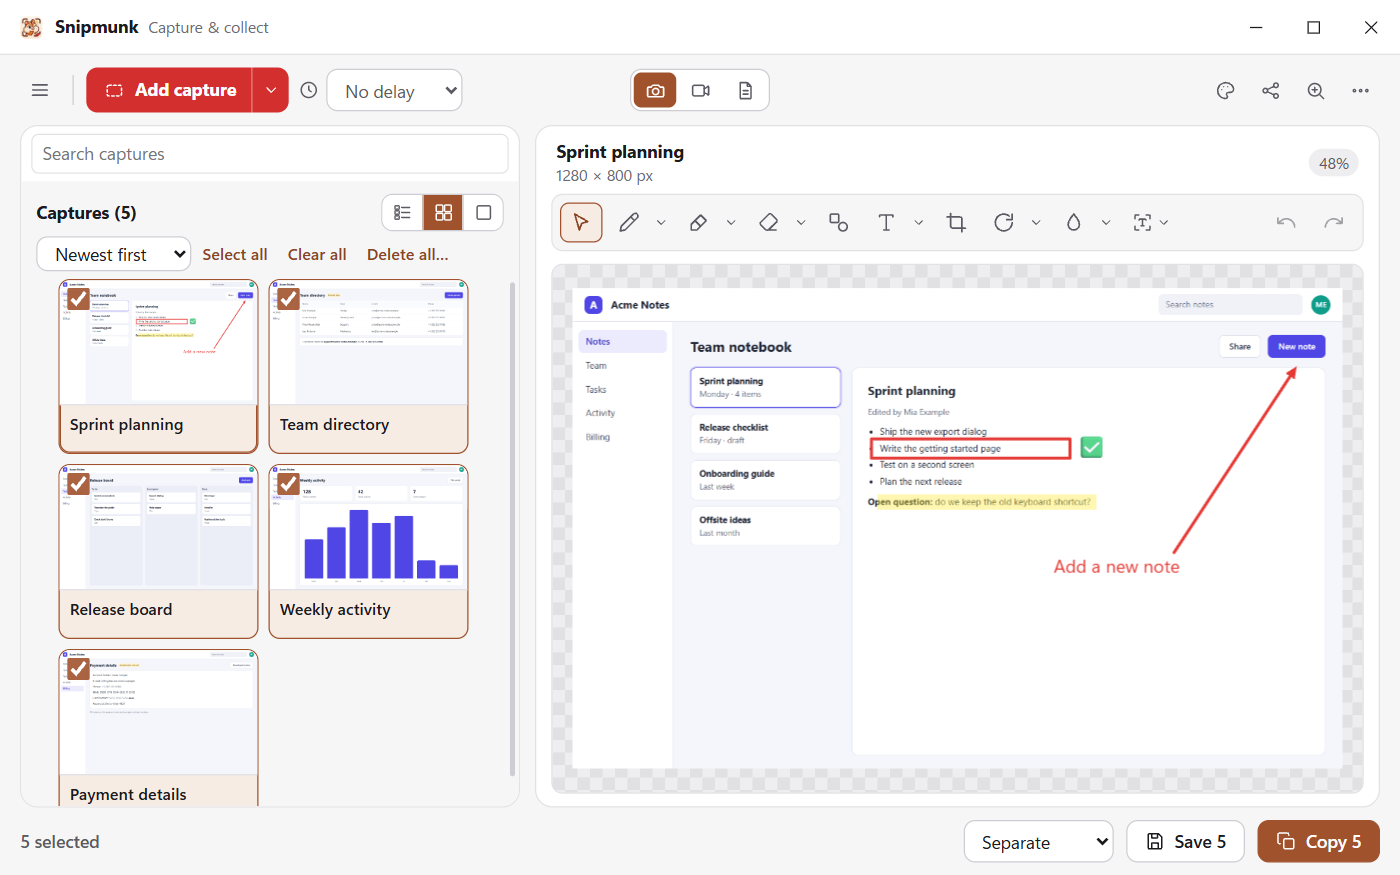 Snipmunk Capture & collect
Add capture
No delay
Search captures
Captures (5)
Newest first
Select all
Clear all
Delete all...
Sprint planning
Team directory
Release board
Weekly activity
128
42
7
Payment details
Sprint planning
1280 × 800 px
48%
A Acme Notes
Search notes
ME
Notes
Team
Tasks
Activity
Billing
Team notebook
Share
New note
Sprint planning
Monday · 4 items
Release checklist
Friday · draft
Onboarding guide
Last week
Offsite ideas
Last month
Sprint planning
Edited by Mia Example
• Ship the new export dialog
Write the getting started page
• Test on a second screen
• Plan the next release
Open question: do we keep the old keyboard shortcut?
Add a new note
5 selected
Separate
Save 5
Copy 5